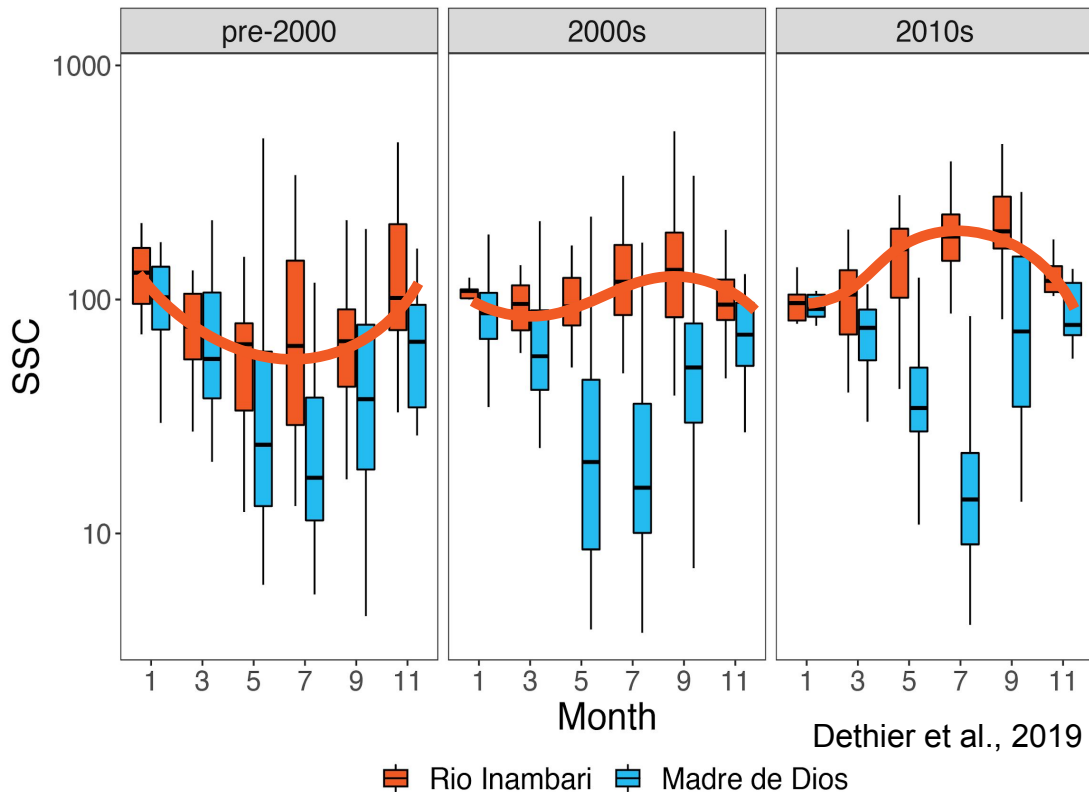 pre-2000 2000s 2010s
1000
100
10
SSC
1 3 5 7 9 11 1 3 5 7 9 11 1 3 5 7 9 11
Month
Dethier et al., 2019
Rio Inambari Madre de Dios